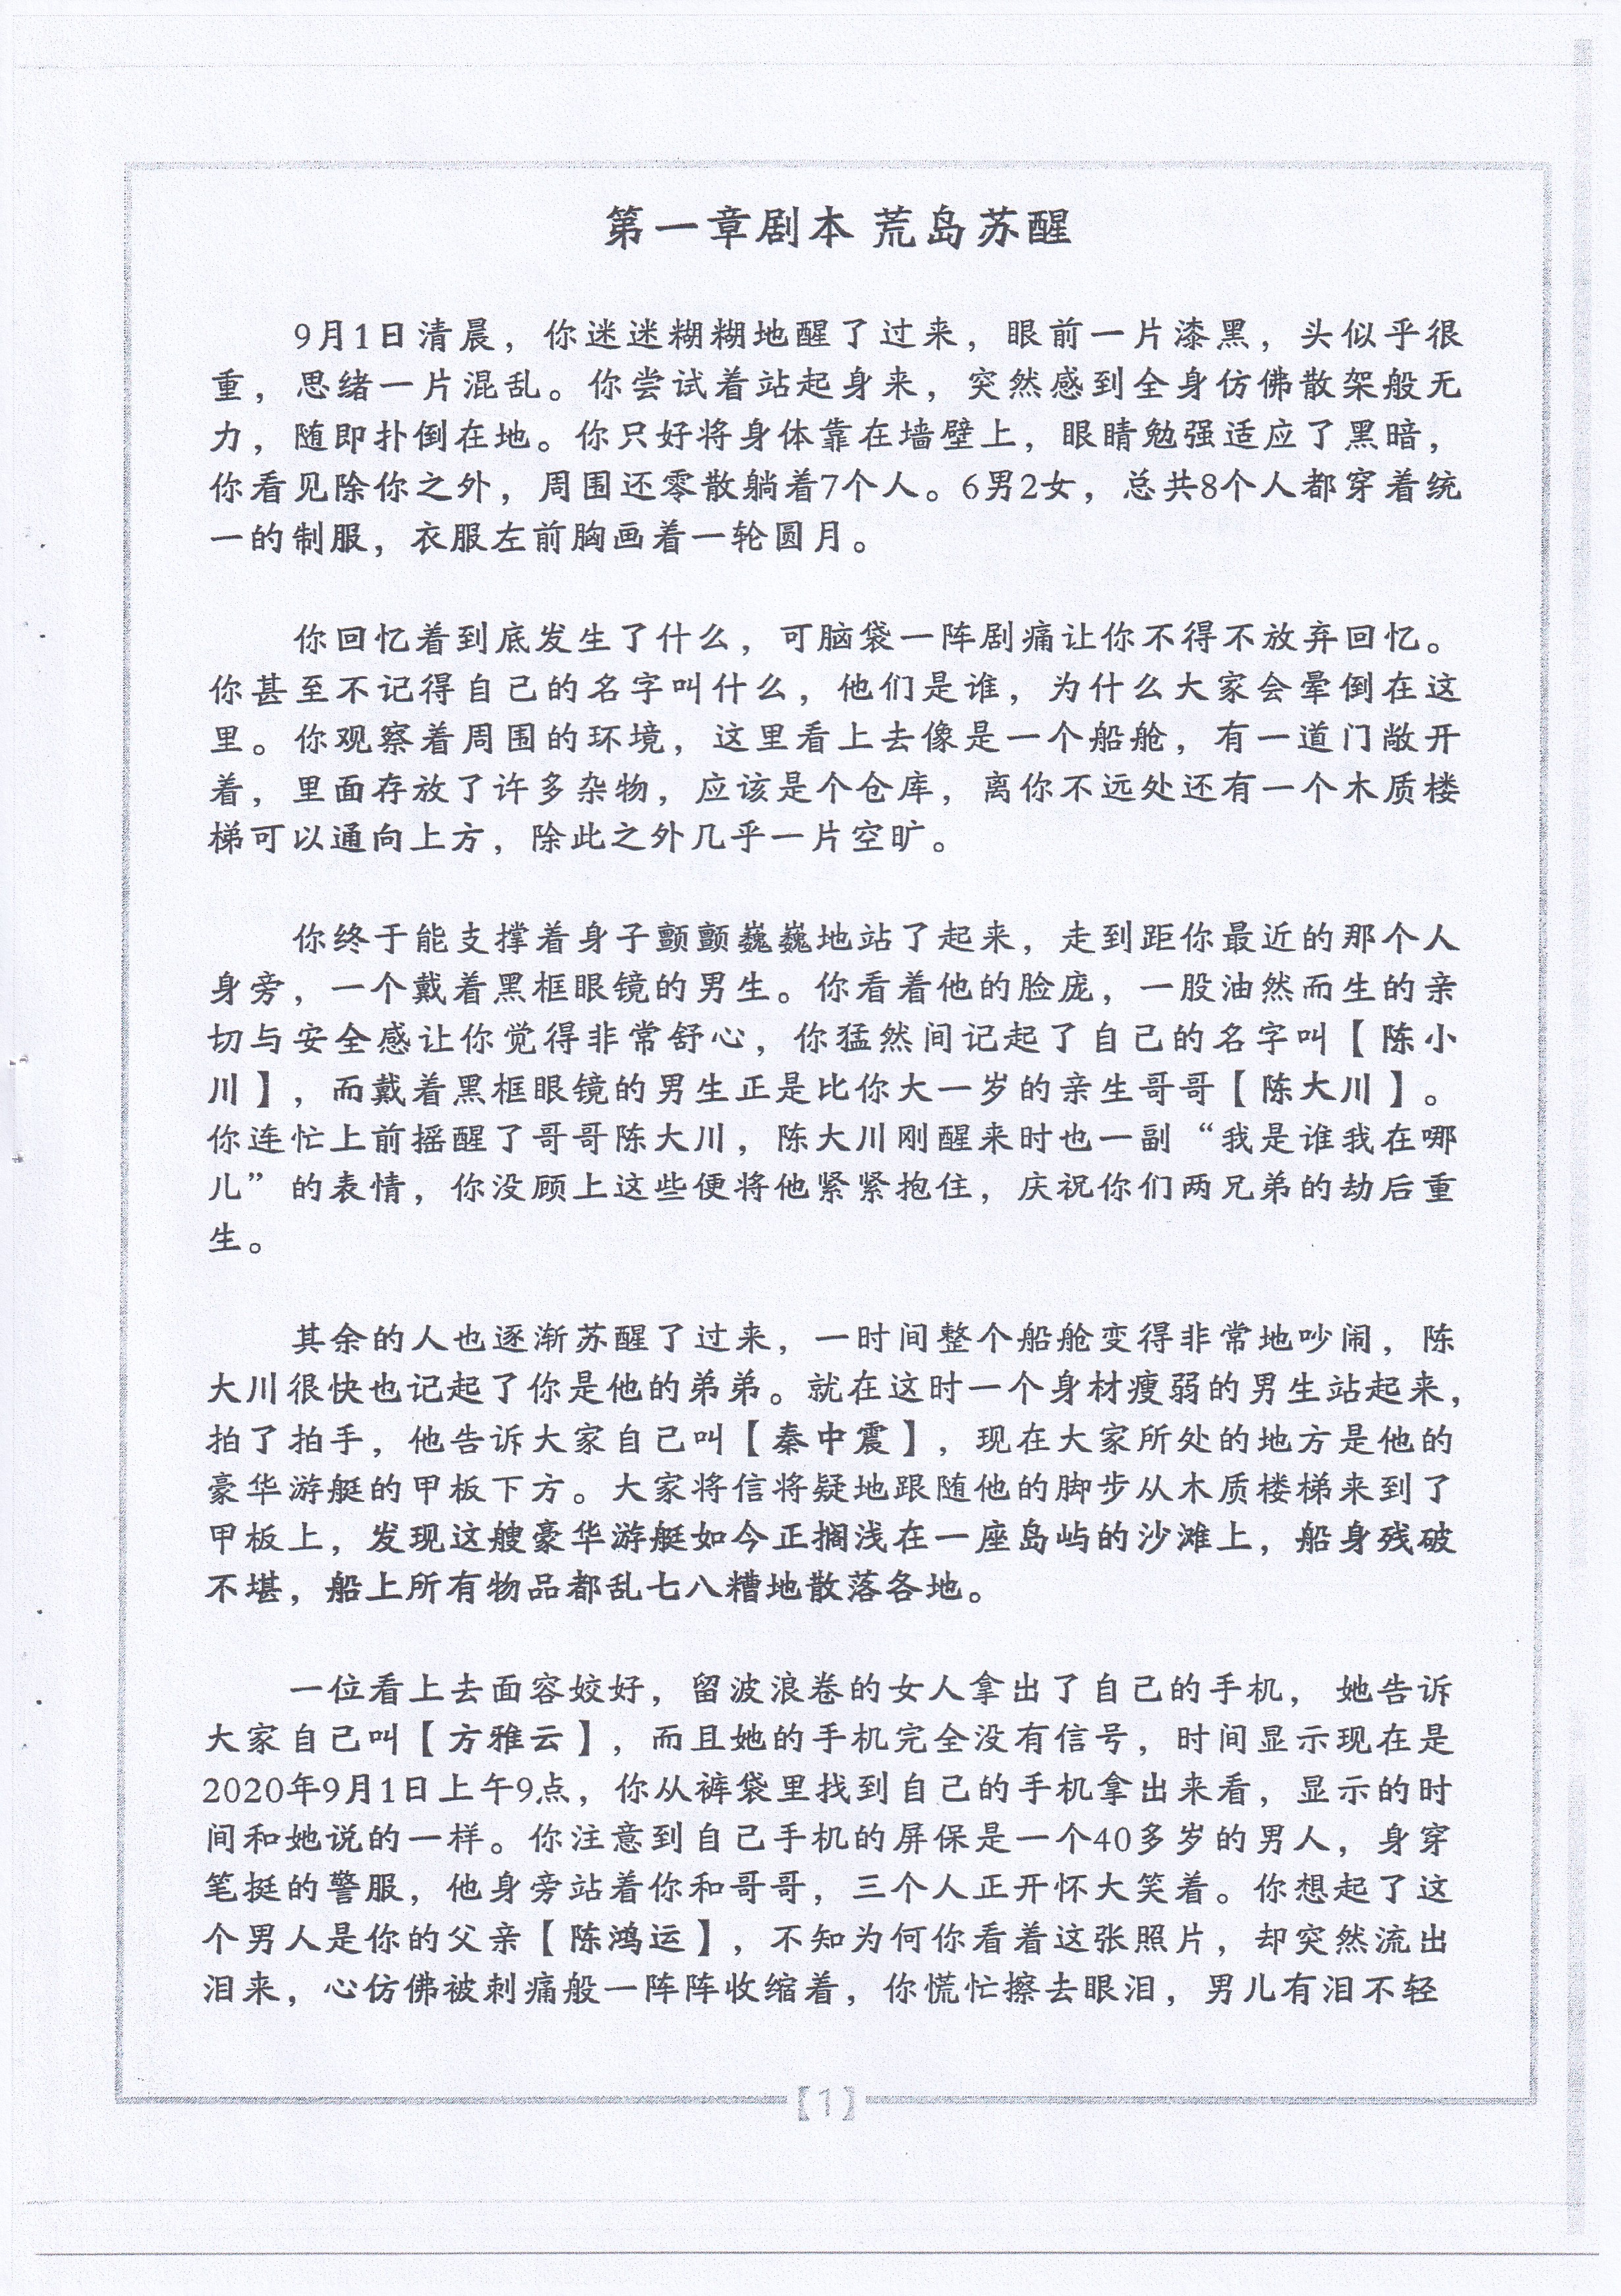 第一章剧本 荒岛苏醒
9月1日清晨，你迷迷糊糊地醒了过来，眼前一片漆黑，头似乎很
重，思绪一片混乱。你尝试着站起身来，突然感到全身仿佛散架般无
力，随即扑倒在地。你只好将身体靠在墙壁上，眼睛勉强适应了黑暗，
你看见除你之外，周围还零散躺着7个人。6男2女，总共8个人都穿着统
一的制服，衣服左前胸画着一轮圆月。
你回忆着到底发生了什么，可脑袋一阵剧痛让你不得不放弃回忆。
你甚至不记得自己的名字叫什么，他们是谁，为什么大家会晕倒在这
里。你观察着周围的环境，这里看上去像是一个船舱，有一道门敞开
着，里面存放了许多杂物，应该是个仓库，离你不远处还有一个木质楼
梯可以通向上方，除此之外几乎一片空旷。
你终于能支撑着身子颤颤巍巍地站了起来，走到距你最近的那个人
身旁，一个戴着黑框眼镜的男生。你看着他的脸庞，一股油然而生的亲
切与安全感让你觉得非常舒心，你猛然间记起了自己的名字叫【陈小
川】，而戴着黑框眼镜的男生正是比你大一岁的亲生哥哥【陈大川】。
你连忙上前摇醒了哥哥陈大川，陈大川刚醒来时也一副“我是谁我在哪
儿”的表情，你没顾上这些便将他紧紧抱住，庆祝你们两兄弟的劫后重
生。
其余的人也逐渐苏醒了过来，一时间整个船舱变得非常地吵闹，陈
大川很快也记起了你是他的弟弟。就在这时一个身材瘦弱的男生站起来，
拍了拍手，他告诉大家自己叫【秦中震】，现在大家所处的地方是他的
豪华游艇的甲板下方。大家将信将疑地跟随他的脚步从木质楼梯来到了
甲板上，发现这艘豪华游艇如今正搁浅在一座岛屿的沙滩上，船身残破
不堪，船上所有物品都乱七八糟地散落各地。
一位看上去面容姣好，留波浪卷的女人拿出了自己的手机，她告诉
大家自己叫【方雅云】，而且她的手机完全没有信号，时间显示现在是
2020年9月1日上午9点，你从裤袋里找到自己的手机拿出来看，显示的时
间和她说的一样。你注意到自己手机的屏保是一个40多岁的男人，身穿
笔挺的警服，他身旁站着你和哥哥，三个人正开怀大笑着。你想起了这
个男人是你的父亲【陈鸿运】，不知为何你看着这张照片，却突然流出
泪来，心仿佛被刺痛般一阵阵收缩着，你慌忙擦去眼泪，男儿有泪不轻
【1】